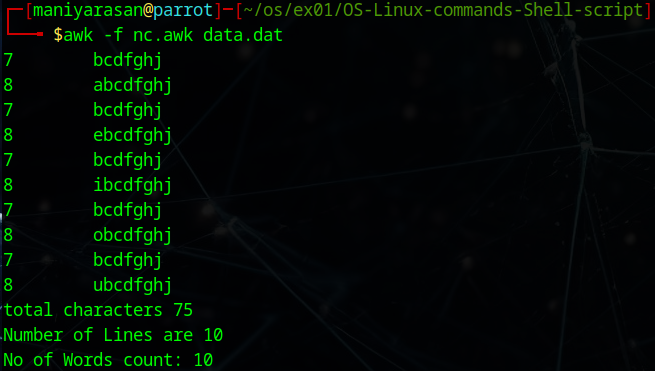 ┌─[maniyarasan@parrot]─[~/os/ex01/OS-Linux-commands-Shell-script]
└──╼ $awk -f nc.awk data.dat
7 bcdfghj
8 abcdfghj
7 bcdfghj
8 ebcdfghj
7 bcdfghj
8 ibcdfghj
7 bcdfghj
8 obcdfghj
7 bcdfghj
8 ubcdfghj
total characters 75
Number of Lines are 10
No of Words count: 10